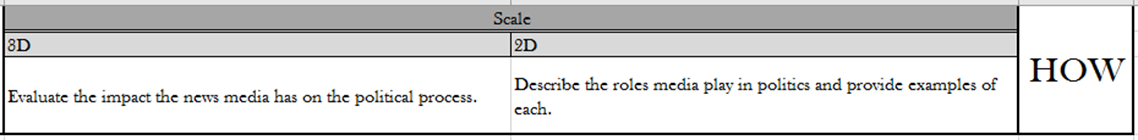 Scale
3D
2D
Evaluate the impact the news media has on the political process.
Describe the roles media play in politics and provide examples of
each.
HOW